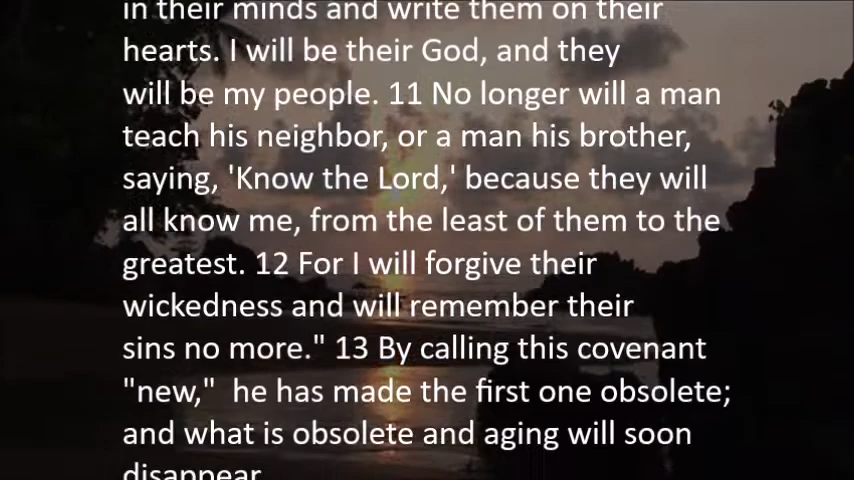 in their minds and write them on their
hearts. I will be their God, and they
will be my people. 11 No longer will a man
teach his neighbor, or a man his brother,
saying, 'Know the Lord,' because they will
all know me, from the least of them to the
greatest. 12 For I will forgive their
wickedness and will remember their
sins no more." 13 By calling this covenant
"new,"  he has made the first one obsolete;
and what is obsolete and aging will soon
disappear.